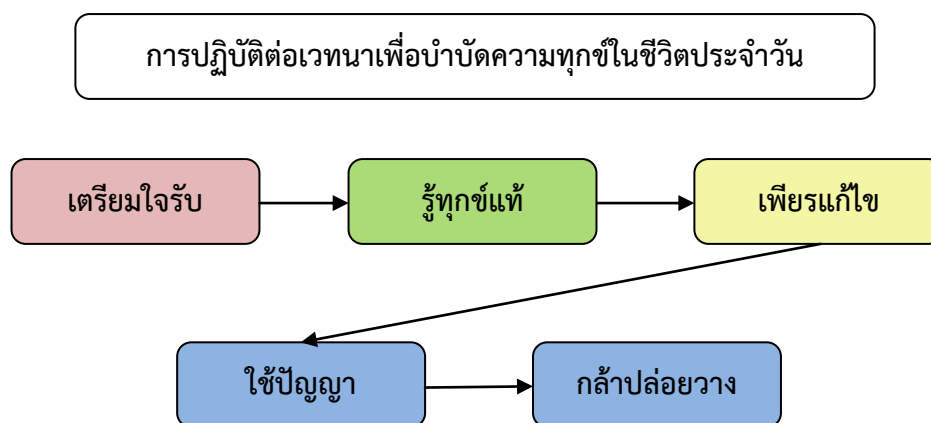 การปฏิบัติต่อเวทนาเพื่อบำบัดความทุกข์ในชีวิตประจำวัน
เตรียมใจรับ
รู้ทุกข์แท้
เพียรแก้ไข
ใช้ปัญญา
กล้าปล่อยวาง